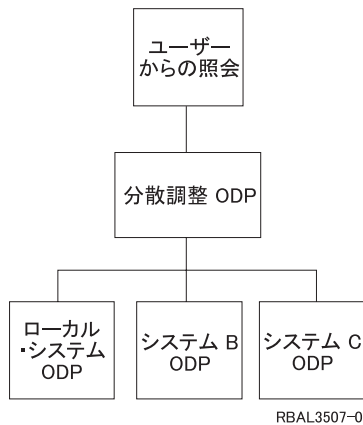 ユーザー
からの照会
分散調整 ODP
ローカル
・システム
ODP
システム B
ODP
システム C
ODP
RBAL3507-0